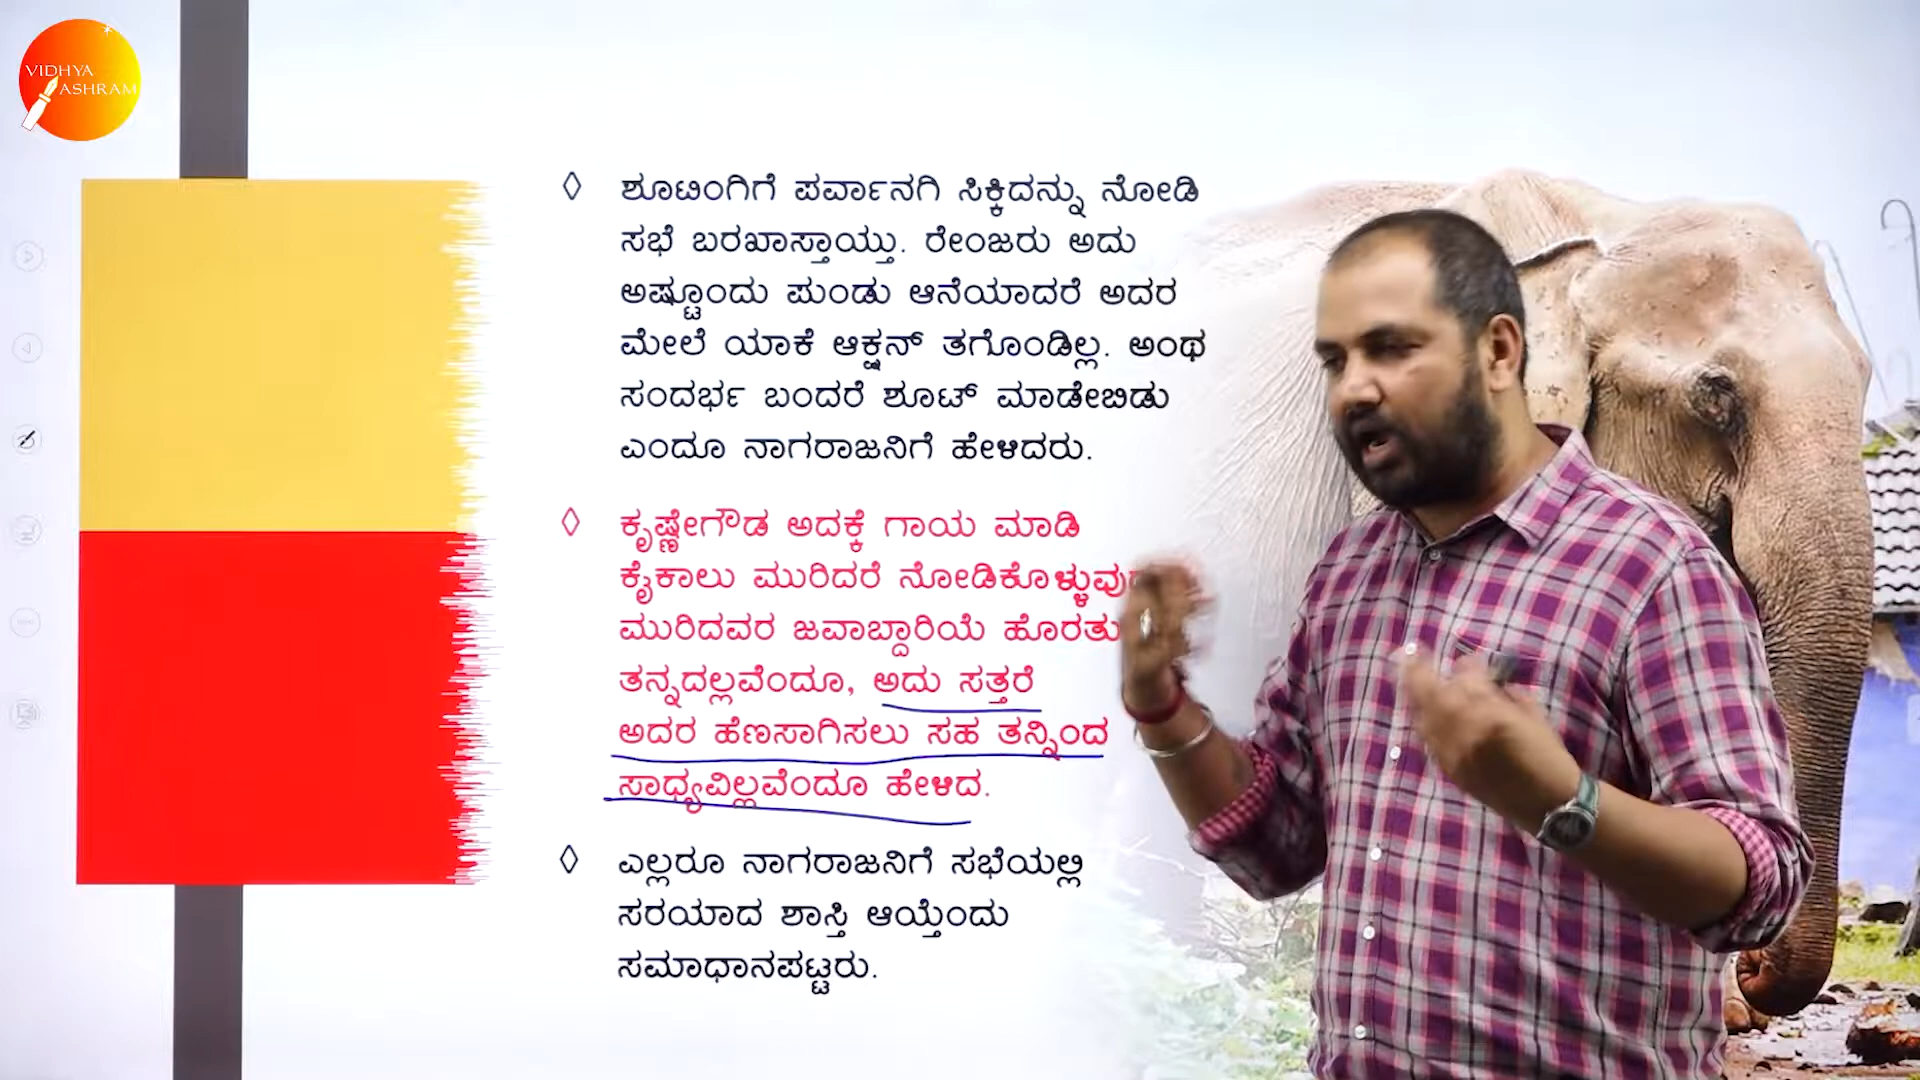 VIDHYA
ASHRAM
ಶೂಟಿಂಗಿಗೆ ಪರ್ವಾನಗಿ ಸಿಕ್ಕಿದನ್ನು ನೋಡಿ
ಸಭೆ ಬರಖಾಸ್ತಾಯ್ತು. ರೇಂಜರು ಅದು
ಅಷ್ಟೊಂದು ಪುಂಡು ಆನೆಯಾದರೆ ಅದರ
ಮೇಲೆ ಯಾಕೆ ಆಕ್ಷನ್ ತಗೊಂಡಿಲ್ಲ. ಅಂಥ
ಸಂದರ್ಭ ಬಂದರೆ ಶೂಟ್ ಮಾಡೇಬಿಡು
ಎಂದೂ ನಾಗರಾಜನಿಗೆ ಹೇಳಿದರು.
ಕೃಷ್ಣೇಗೌಡ ಅದಕ್ಕೆ ಗಾಯ ಮಾಡಿ
ಕೈಕಾಲು ಮುರಿದರೆ
ಮುರಿದವರ ಜವಾಬ್ದಾರಿಯೆ ಹೊರತು
ತನ್ನದಲ್ಲವೆಂದೂ, ಅದು ಸತ್ತರೆ
ಅದರ ಹೆಣಸಾಗಿಸಲು ಸಹ ತನ್ನಿಂದ
ಸಾಧ್ಯವಿಲ್ಲವೆಂದೂ ಹೇಳಿದ.
ಎಲ್ಲರೂ ನಾಗರಾಜನಿಗೆ ಸಭೆಯಲ್ಲಿ
ಸರಯಾದ ಶಾಸ್ತಿ ಆಯ್ತೆಂದು
ಸಮಾಧಾನಪಟ್ಟರು.